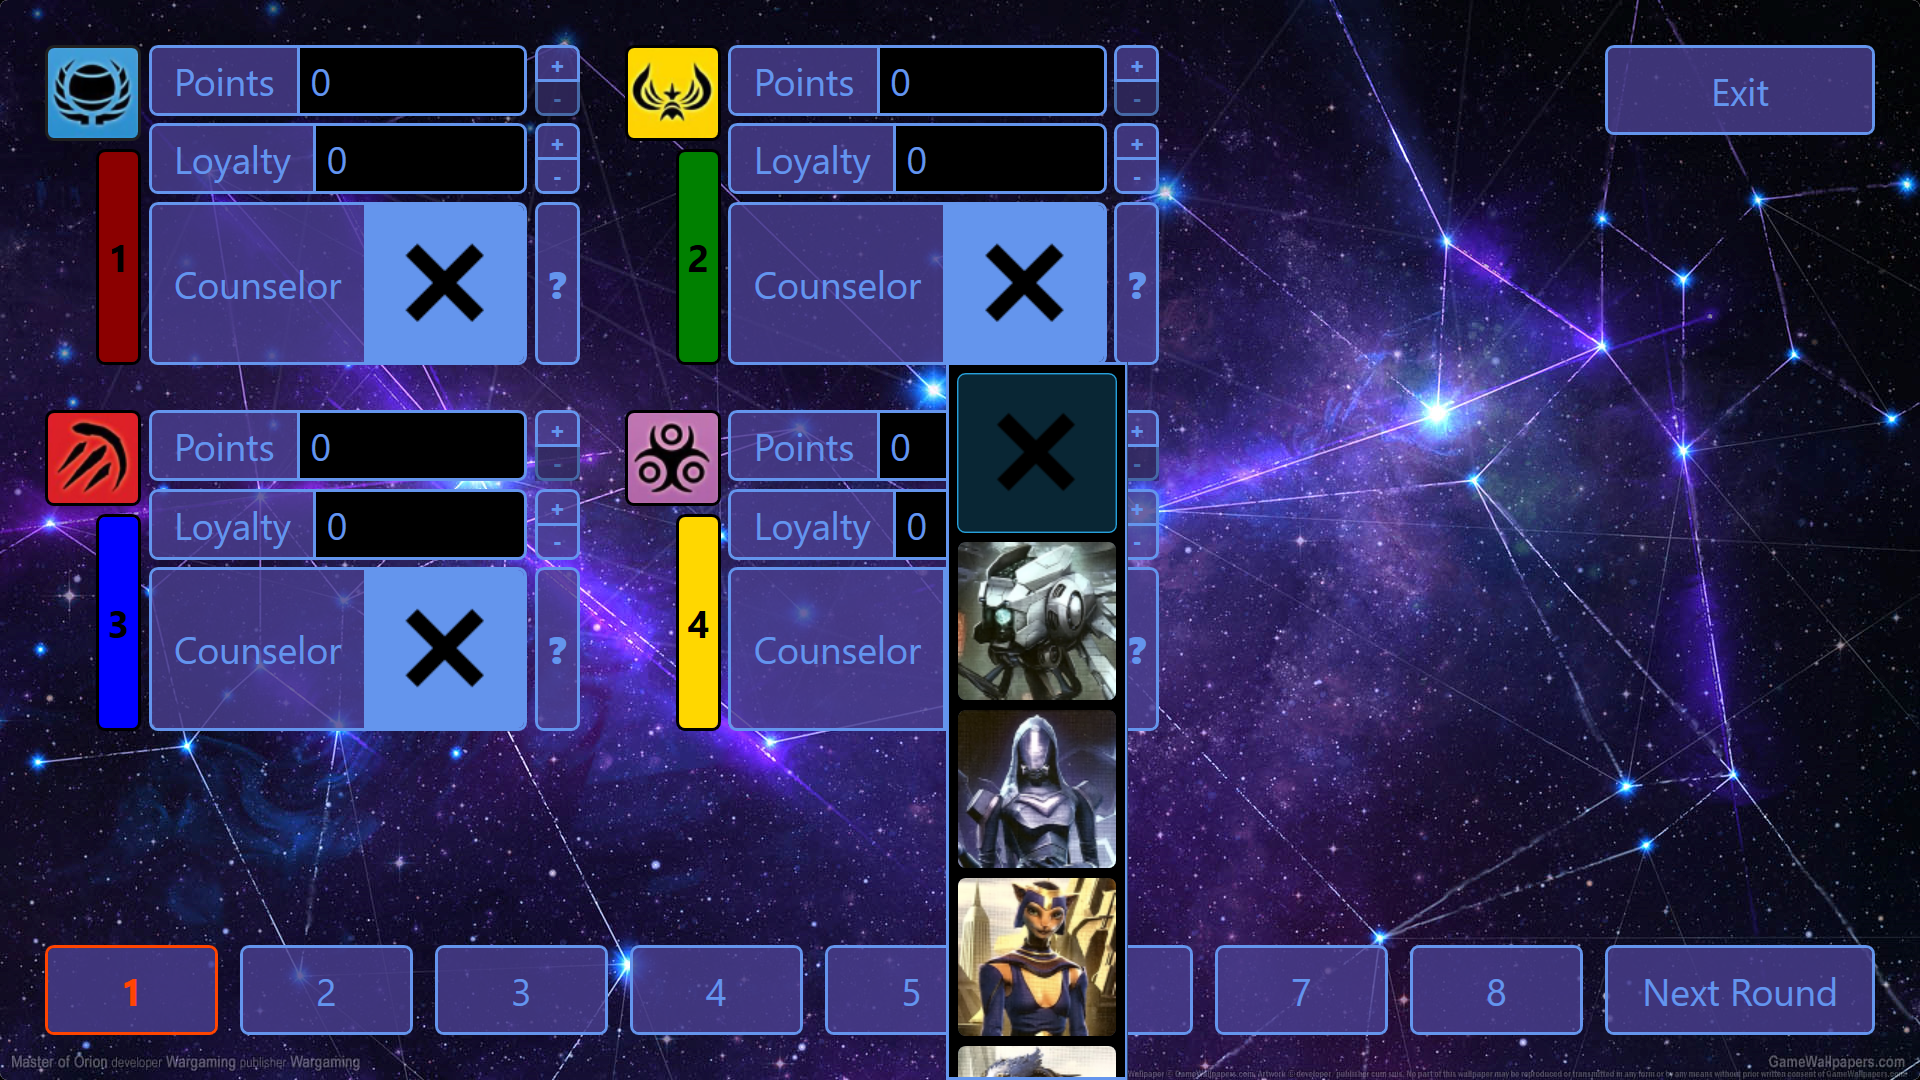 Points 0 + -
Points 0 + -
Exit
Loyalty 0 + -
Loyalty 0 + -
1
Counselor ?
2
Counselor ?
Points 0 + -
Points 0 + -
Loyalty 0 + -
Loyalty 0 + -
3
Counselor ?
4
Counselor ?
1 2 3 4 5 7 8 Next Round
Master of Orion developer Wargaming publisher Wargaming
GameWallpapers.com